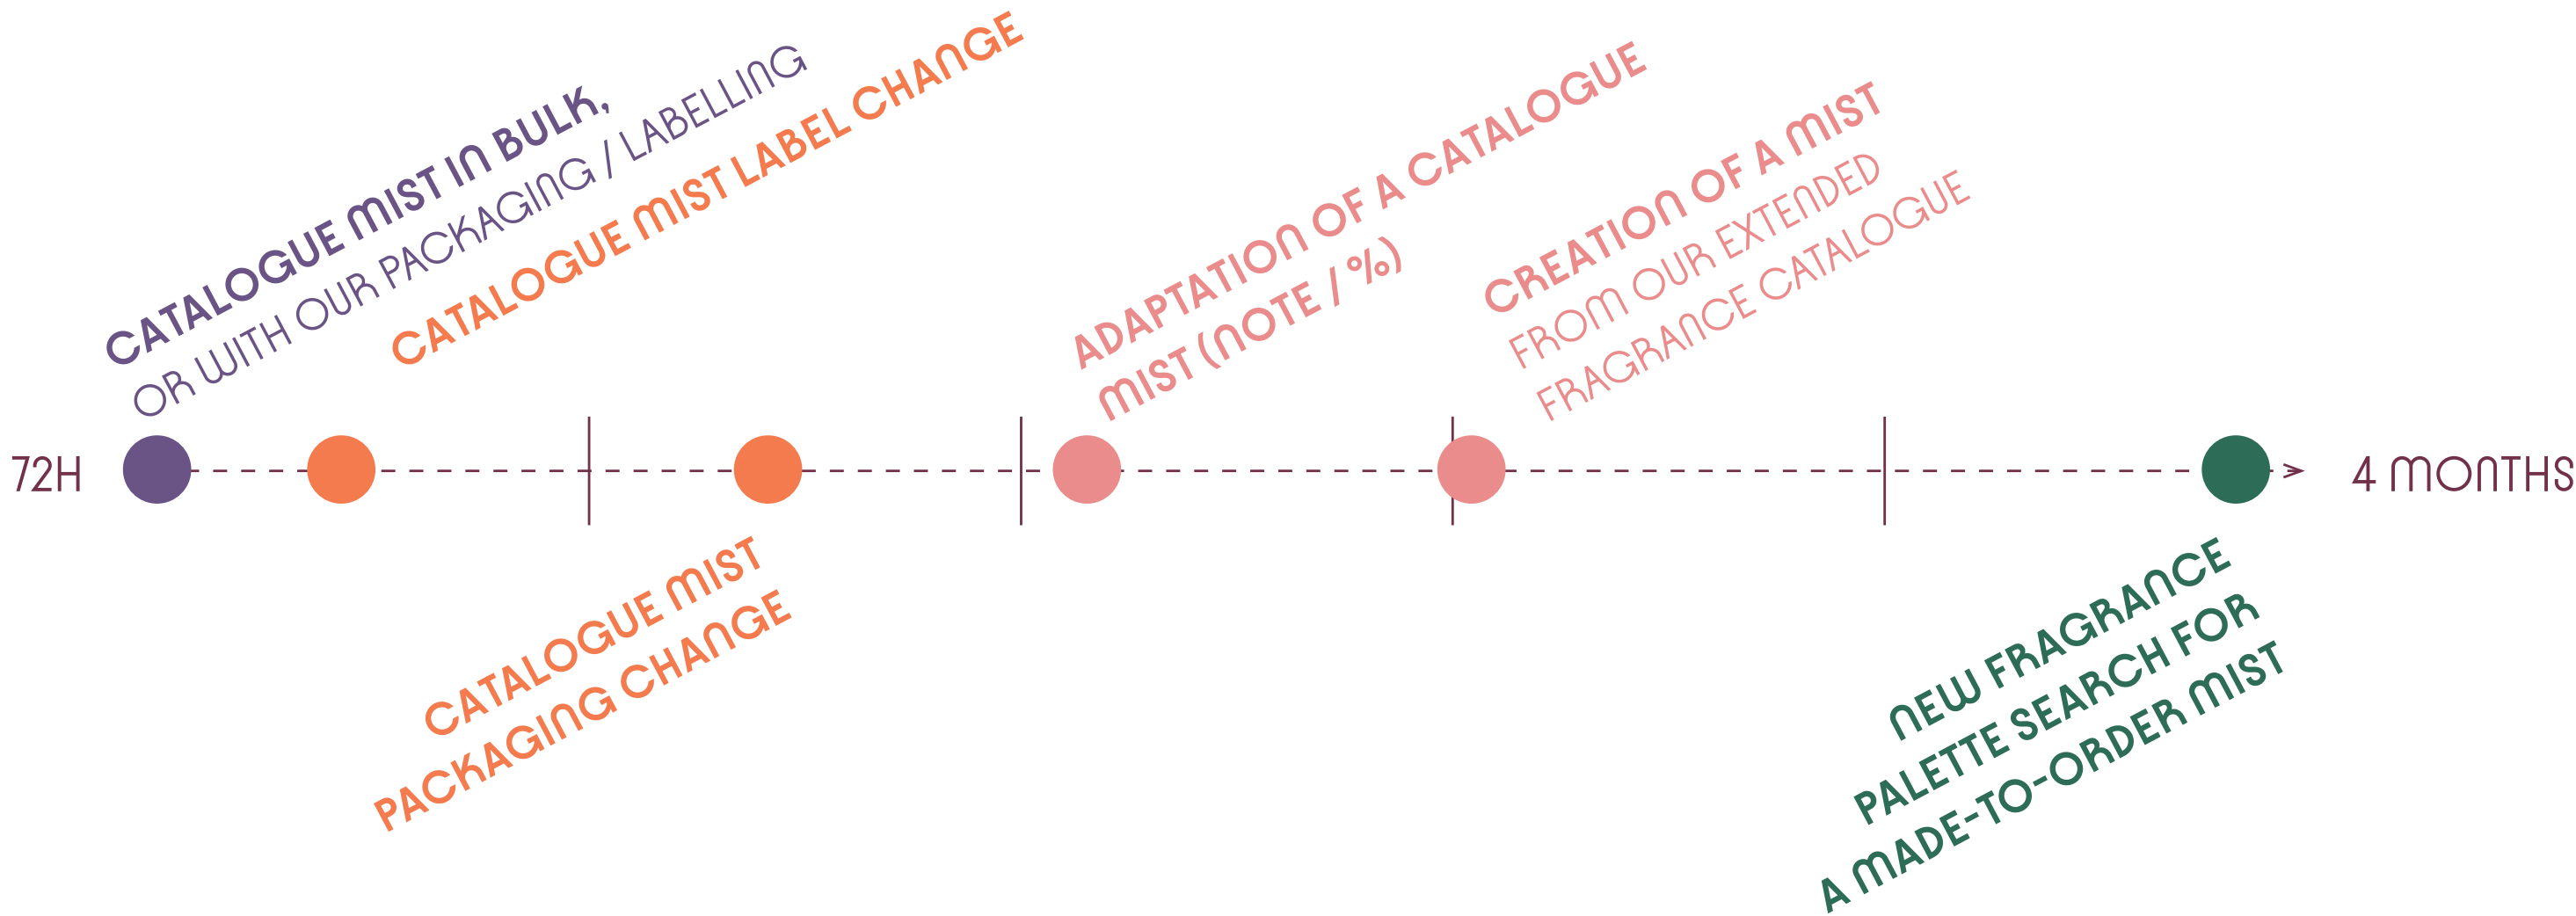 CATALOGUE MIST IN BULK,
OR WITH OUR PACKAGING / LABELLING
CATALOGUE MIST LABEL CHANGE
ADAPTATION OF A CATALOGUE
MIST (NOTE / %)
CREATION OF A MIST
FROM OUR EXTENDED
FRAGRANCE CATALOGUE
72H
4 MONTHS
CATALOGUE MIST
PACKAGING CHANGE
NEW FRAGRANCE
PALETTE SEARCH FOR
A MADE-TO-ORDER MIST